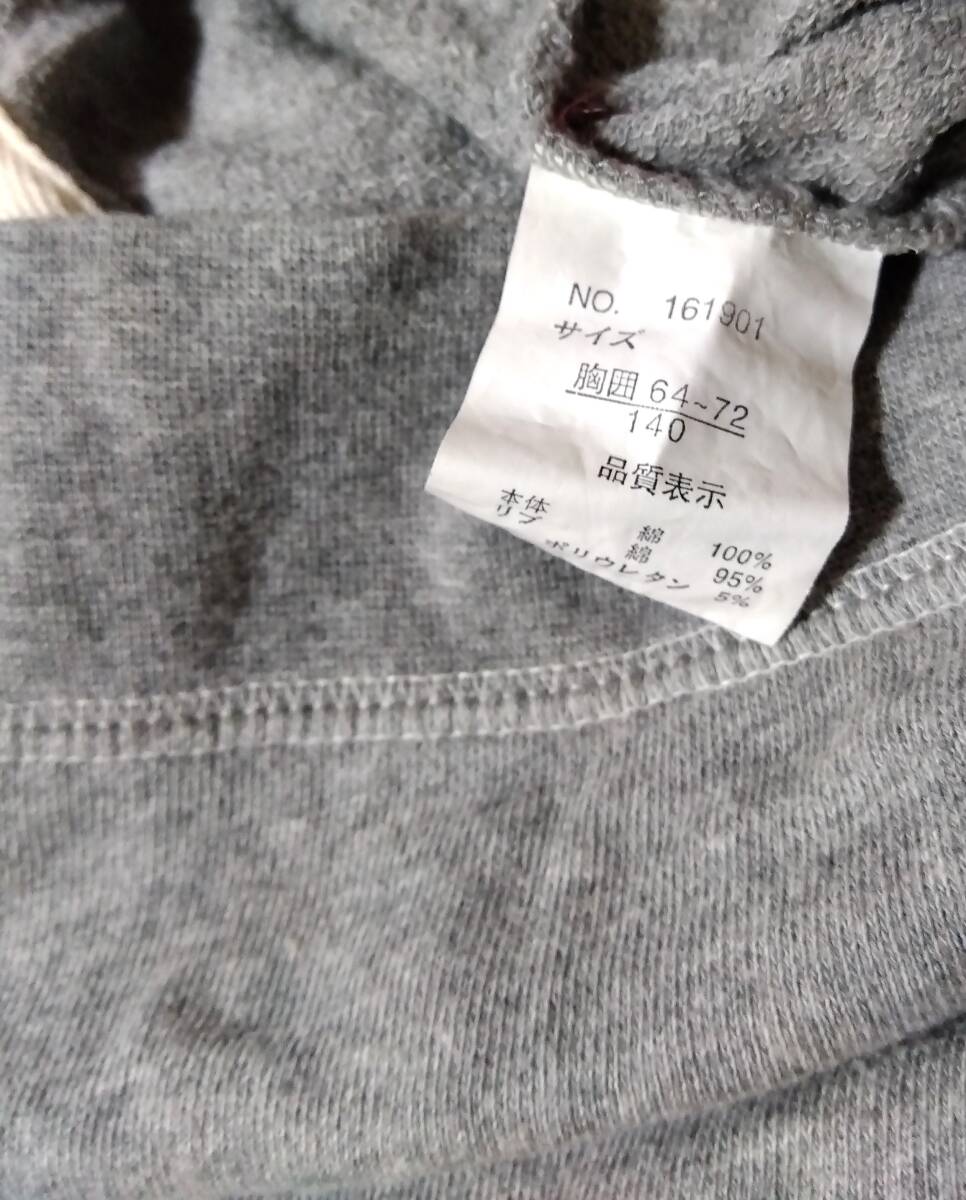 NO. 161901
サイズ
胸囲 64~72
140
品質表示
本体 綿 100%
リブ 綿 95%
ポリウレタン 5%